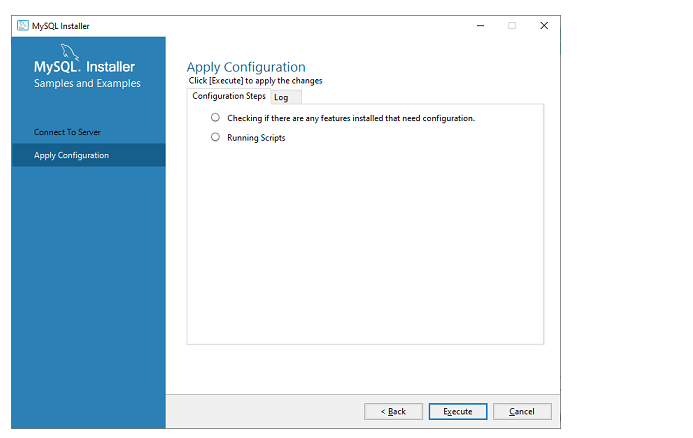 MySQL Installer
MySQL. Installer
Samples and Examples
Connect To Server
Apply Configuration
Apply Configuration
Click [Execute] to apply the changes
Configuration Steps Log
Checking if there are any features installed that need configuration.
Running Scripts
< Back Execute Cancel